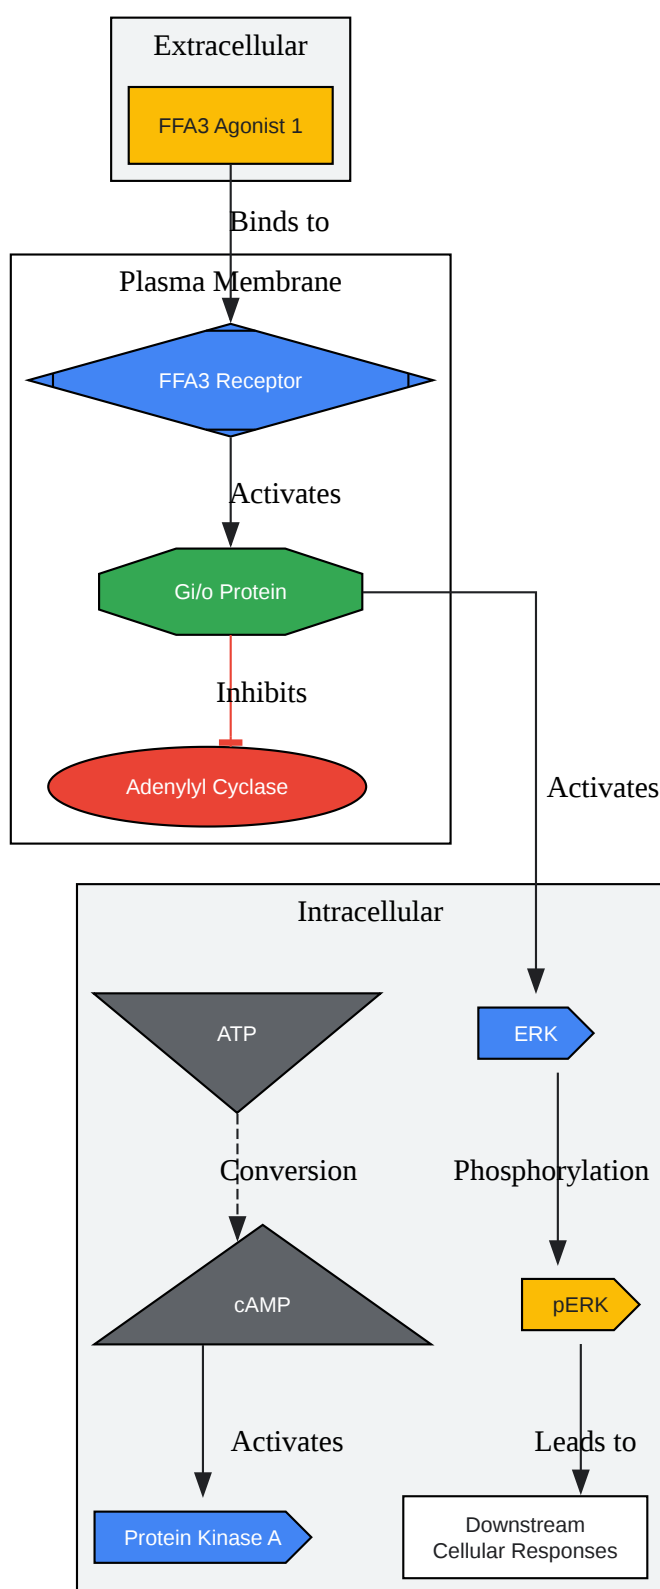 Extracellular
FFA3 Agonist 1
Binds to
Plasma Membrane
FFA3 Receptor
Activates
Gi/o Protein
Inhibits
Adenylyl Cyclase
Activates
Intracellular
ATP
ERK
Conversion
Phosphorylation
cAMP
pERK
Activates
Leads to
Protein Kinase A
Downstream
Cellular Responses